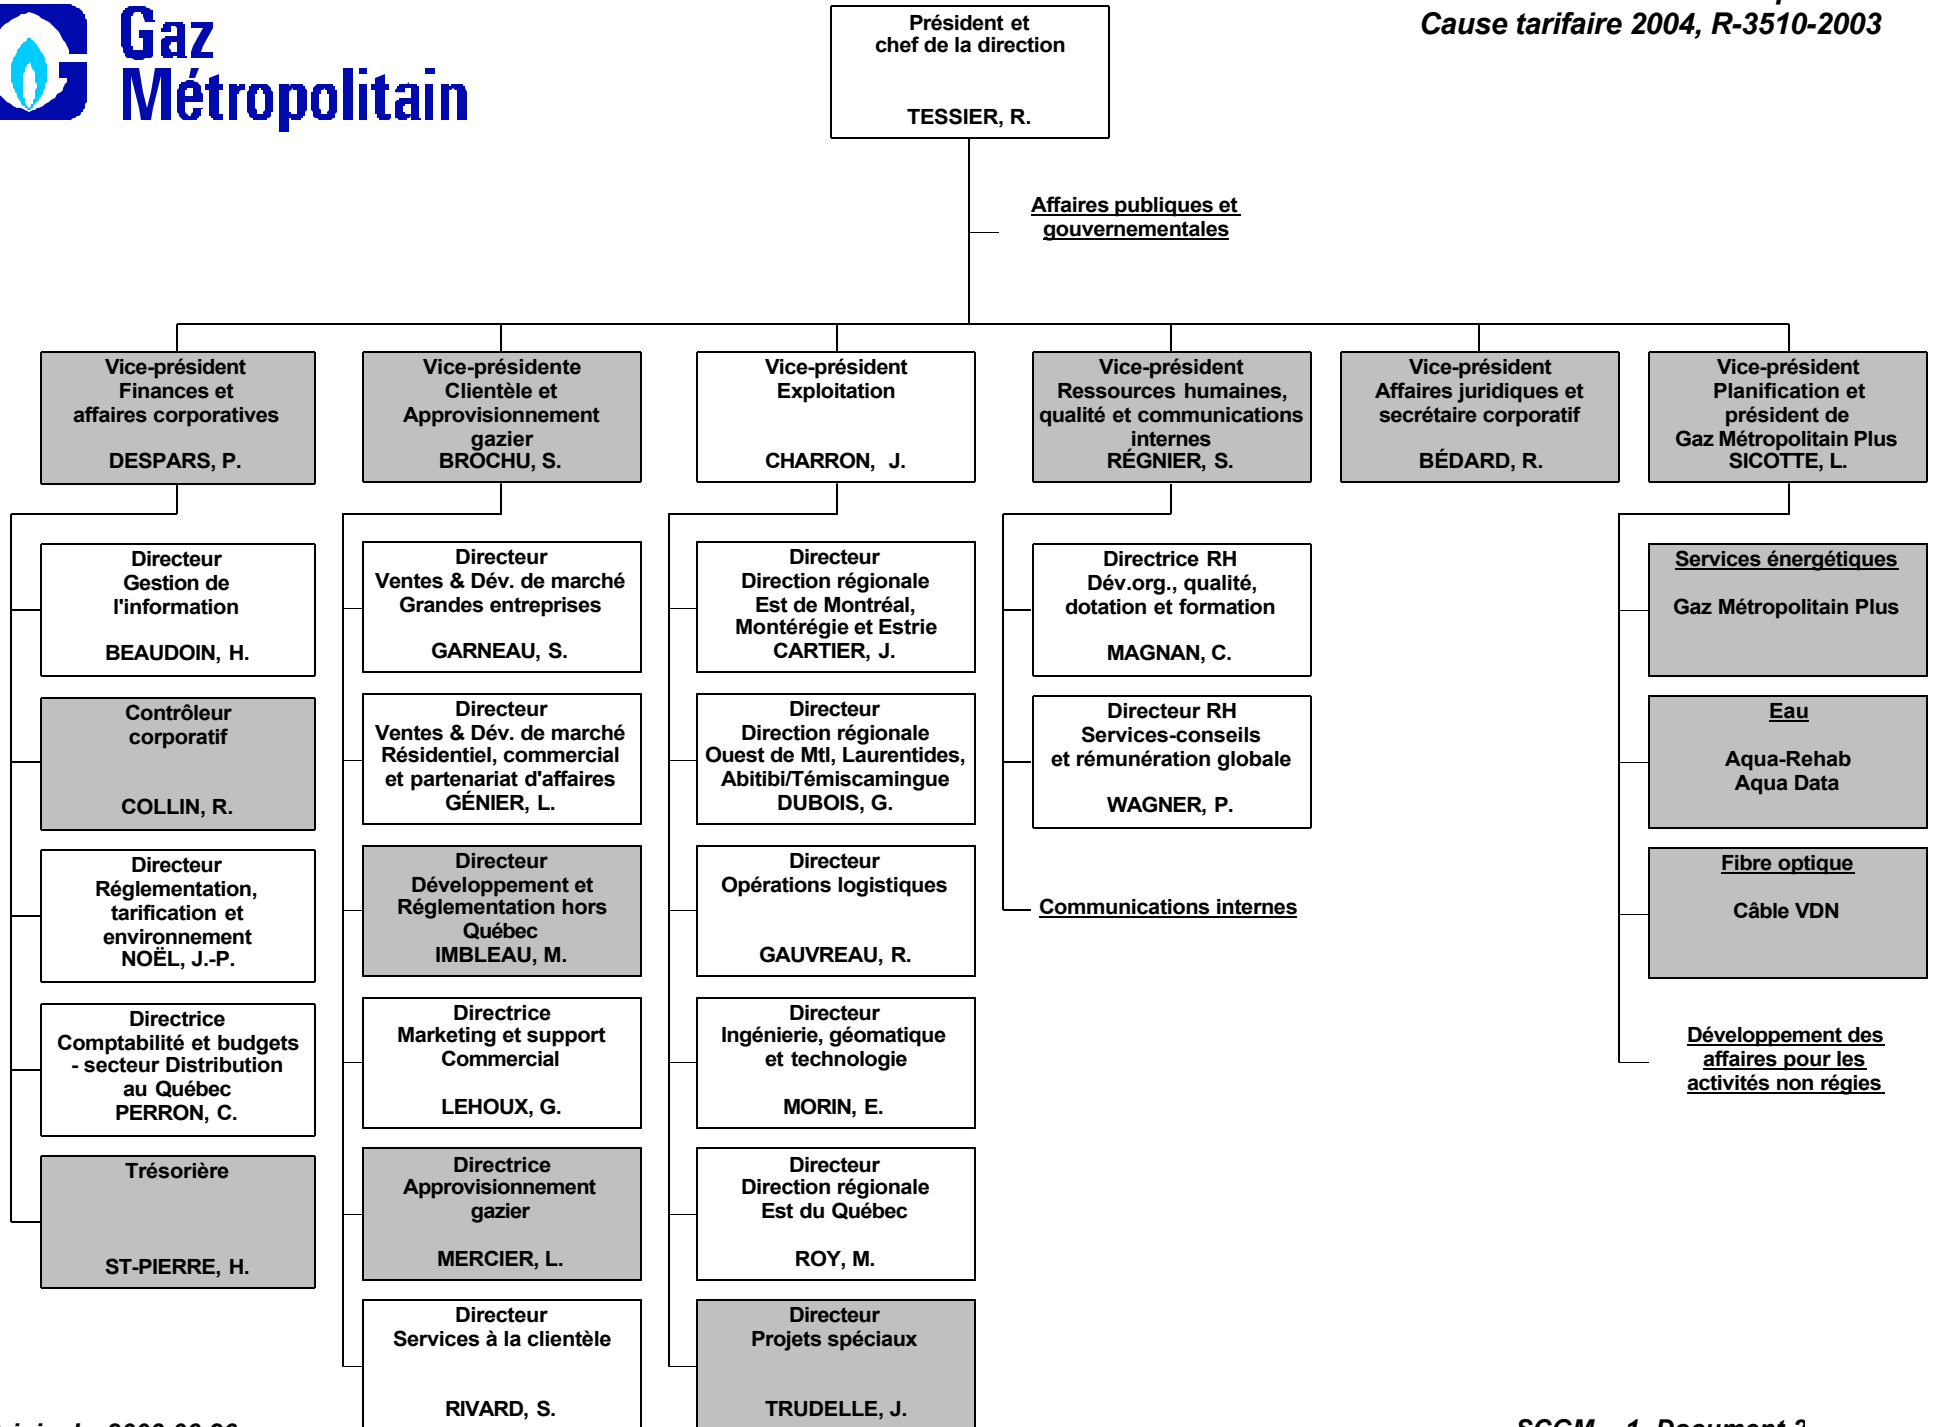 Gaz
Métropolitain
Cause tarifaire 2004, R-3510-2003
Président et
chef de la direction
TESSIER, R.
Affaires publiques et
gouvernementales
Vice-président
Finances et
affaires corporatives
DESPARS, P.
Vice-présidente
Clientèle et
Approvisionnement
gazier
BROCHU, S.
Vice-président
Exploitation
CHARRON, J.
Vice-président
Ressources humaines,
qualité et communications
internes
RÉGNIER, S.
Vice-président
Affaires juridiques et
secrétaire corporatif
BÉDARD, R.
Vice-président
Planification et
président de
Gaz Métropolitain Plus
SICOTTE, L.
Directeur
Gestion de
l'information
BEAUDOIN, H.
Contrôleur
corporatif
COLLIN, R.
Directeur
Réglementation,
tarification et
environnement
NOËL, J.-P.
Directrice
Comptabilité et budgets
- secteur Distribution
au Québec
PERRON, C.
Trésorière
ST-PIERRE, H.
Directeur
Ventes & Dév. de marché
Grandes entreprises
GARNEAU, S.
Directeur
Ventes & Dév. de marché
Résidentiel, commercial
et partenariat d'affaires
GÉNIER, L.
Directeur
Développement et
Réglementation hors
Québec
IMBLEAU, M.
Directrice
Marketing et support
Commercial
LEHOUX, G.
Directrice
Approvisionnement
gazier
MERCIER, L.
Directeur
Services à la clientèle
RIVARD, S.
Directeur
Direction régionale
Est de Montréal,
Montérégie et Estrie
CARTIER, J.
Directeur
Direction régionale
Ouest de Mtl, Laurentides,
Abitibi/Témiscamingue
DUBOIS, G.
Directeur
Opérations logistiques
GAUVREAU, R.
Directeur
Ingénierie, géomatique
et technologie
MORIN, E.
Directeur
Direction régionale
Est du Québec
ROY, M.
Directeur
Projets spéciaux
TRUDELLE, J.
Directrice RH
Dév.org., qualité,
dotation et formation
MAGNAN, C.
Directeur RH
Services-conseils
et rémunération globale
WAGNER, P.
Communications internes
Services énergétiques
Gaz Métropolitain Plus
Eau
Aqua-Rehab
Aqua Data
Fibre optique
Câble VDN
Développement des
affaires pour les
activités non régies
1, Document